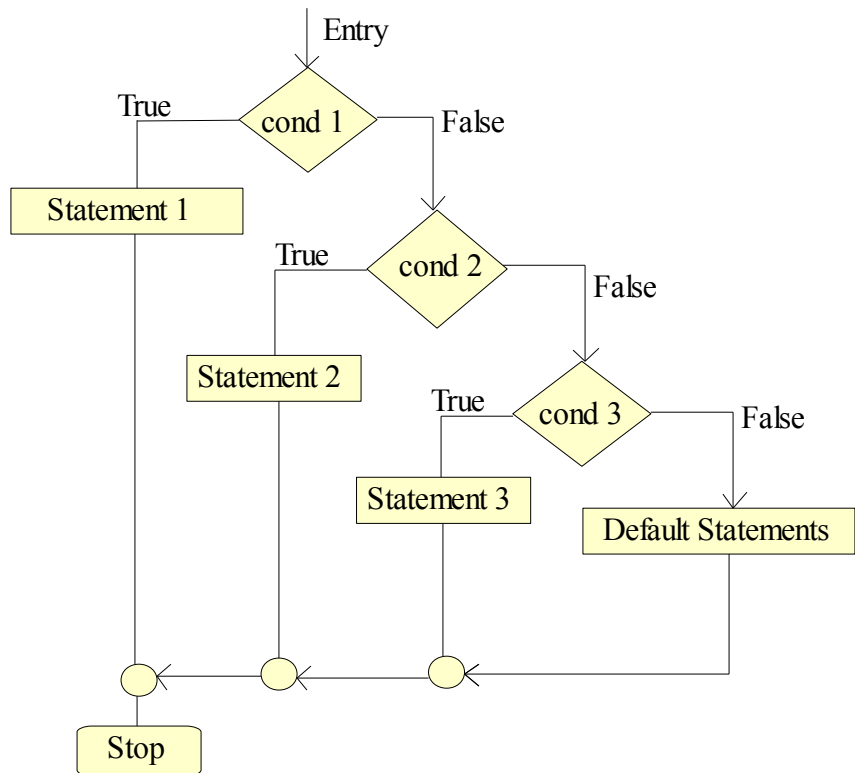 Entry
True
cond 1
False
Statement 1
True
cond 2
False
Statement 2
True
cond 3
False
Statement 3
Default Statements
Stop